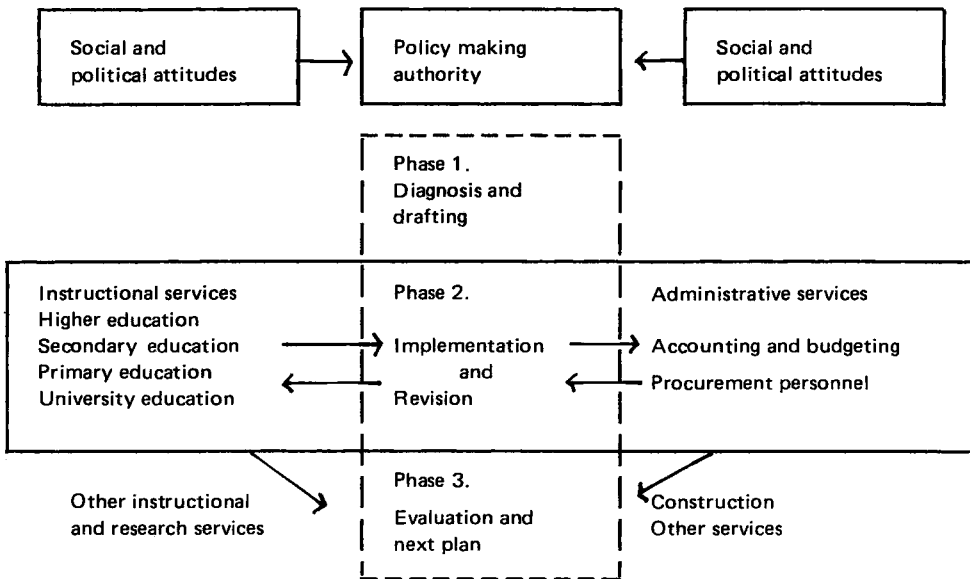 Social and
political attitudes
Policy making
authority
Social and
political attitudes
Phase 1.
Diagnosis and
drafting
Instructional services
Higher education
Secondary education
Primary education
University education
Phase 2.
Implementation
and
Revision
Administrative services
Accounting and budgeting
Procurement personnel
Other instructional
and research services
Phase 3.
Evaluation and
next plan
Construction
Other services